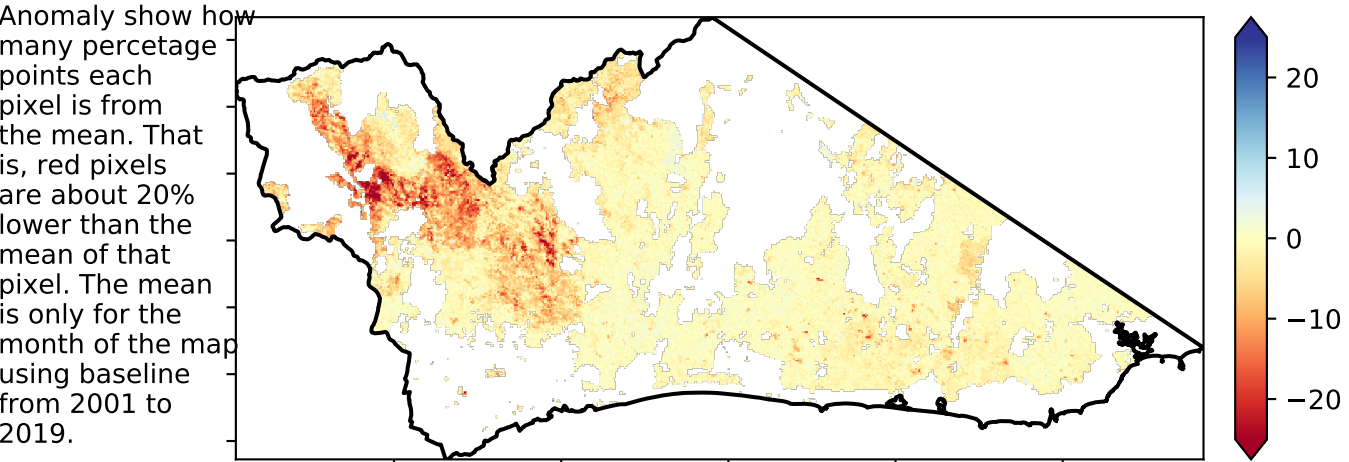 Anomaly show how
many percetage
points each
pixel is from
the mean. That
is, red pixels
are about 20%
lower than the
mean of that
pixel. The mean
is only for the
month of the map
using baseline
from 2001 to
2019.
20
10
0
−10
−20